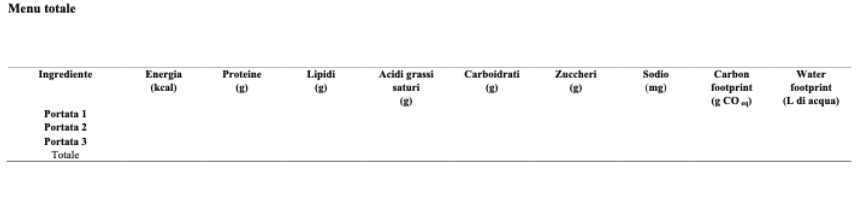 Menu totale
Ingrediente Energia Proteine Lipidi Acidi grassi Carboidrati Zuccheri Sodio Carbon Water
(kcal) (g) (g) saturi (g) (g) (mg) footprint footprint
(g) (g CO eq) (L di acqua)
Portata 1
Portata 2
Portata 3
Totale